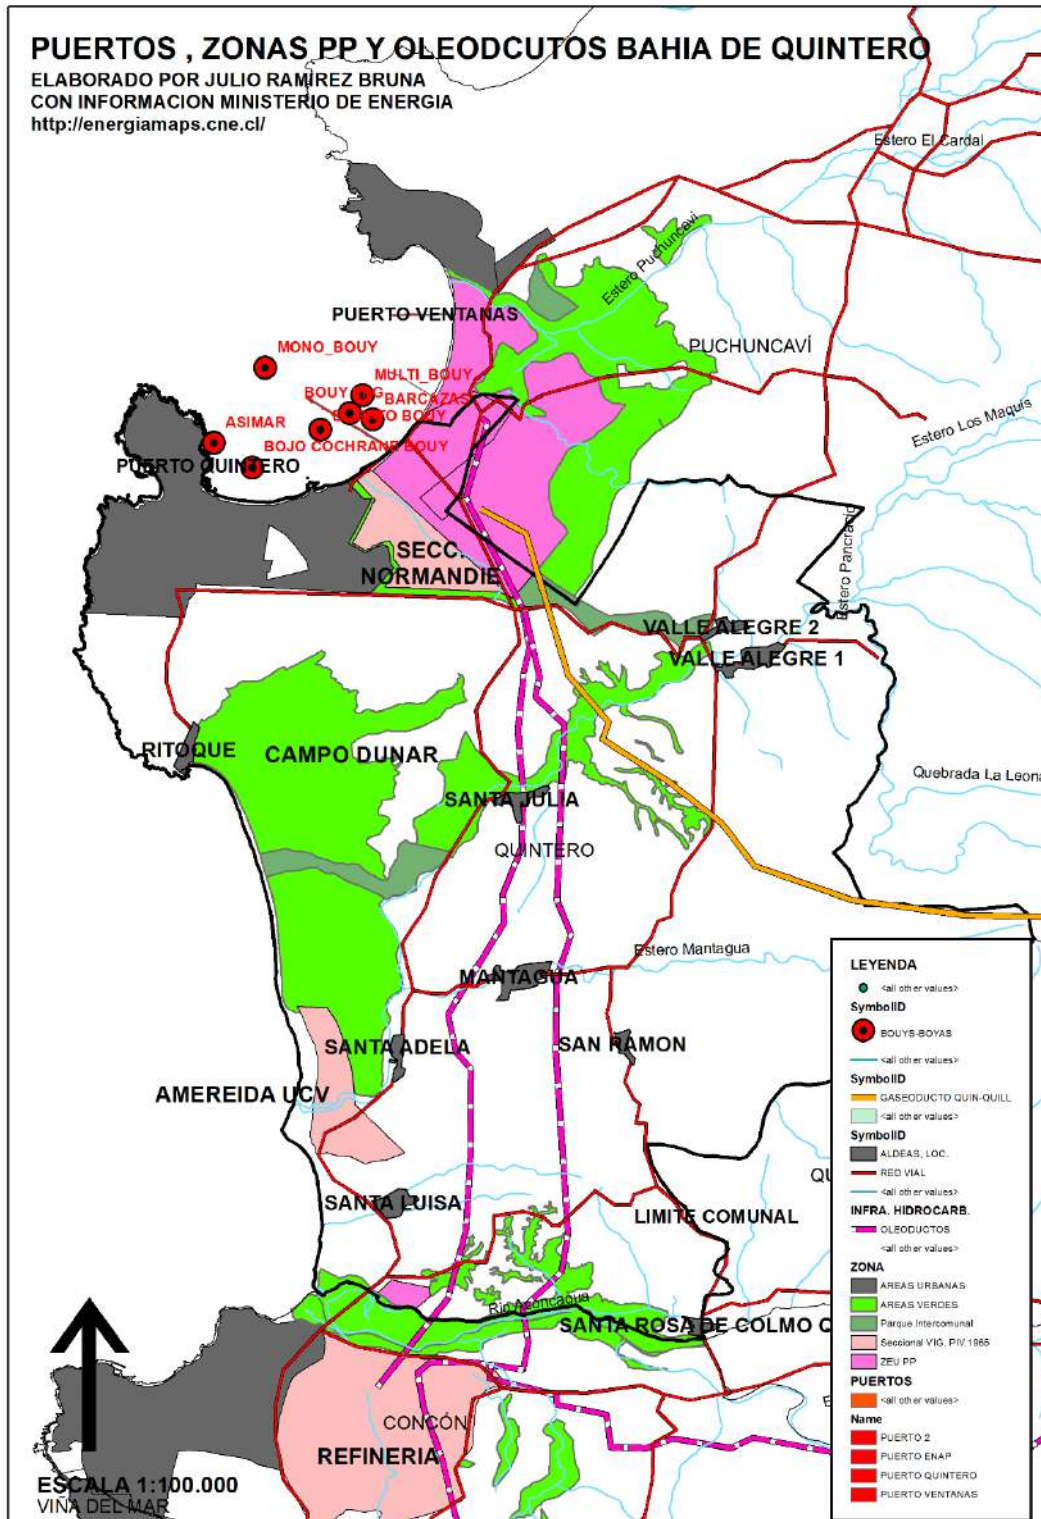 PUERTOS , ZONAS PP Y OLEODCUTOS BAHIA DE QUINTERO
ELABORADO POR JULIO RAMIREZ BRUNA
CON INFORMACION MINISTERIO DE ENERGIA
http://energiamaps.cne.cl/
Estero El Cardal
Estero Puchuncaví
PUERTO VENTANAS
PUCHUNCAVÍ
MONO_BOUY
MULTI_BOUY
BOUY
BARCAZAS
ASIMAR
BOUY
BOJO COCHRANE BOUY
PUERTO QUINTERO
Estero Los Maquis
Estero Pancracio
SECC.
NORMANDIE
VALLE ALEGRE 2
VALLE ALEGRE 1
RITOQUE
CAMPO DUNAR
Quebrada La Leona
SANTA JULIA
QUINTERO
Estero Mantagua
MANTAGUA
SANTA ADELA
SAN RAMON
AMEREIDA UCV
SANTA LUISA
LIMITE COMUNAL
Rio Aconcagua
SANTA ROSA DE COLMO
CONCÓN
REFINERIA
ESCALA 1:100.000
VIÑA DEL MAR
LEYENDA
<all other values>
SymbolID
BOUYS-BOYAS
<all other values>
SymbolID
GASEODUCTO QUIN-QUILL
<all other values>
SymbolID
ALDEAS, LOC.
RED VIAL
<all other values>
INFRA. HIDROCARB.
OLEODUCTOS
<all other values>
ZONA
AREAS URBANAS
AREAS VERDES
Parque Intercomunal
Seccional VIG. PIV.1965
ZEU PP
PUERTOS
<all other values>
Name
PUERTO 2
PUERTO ENAP
PUERTO QUINTERO
PUERTO VENTANAS